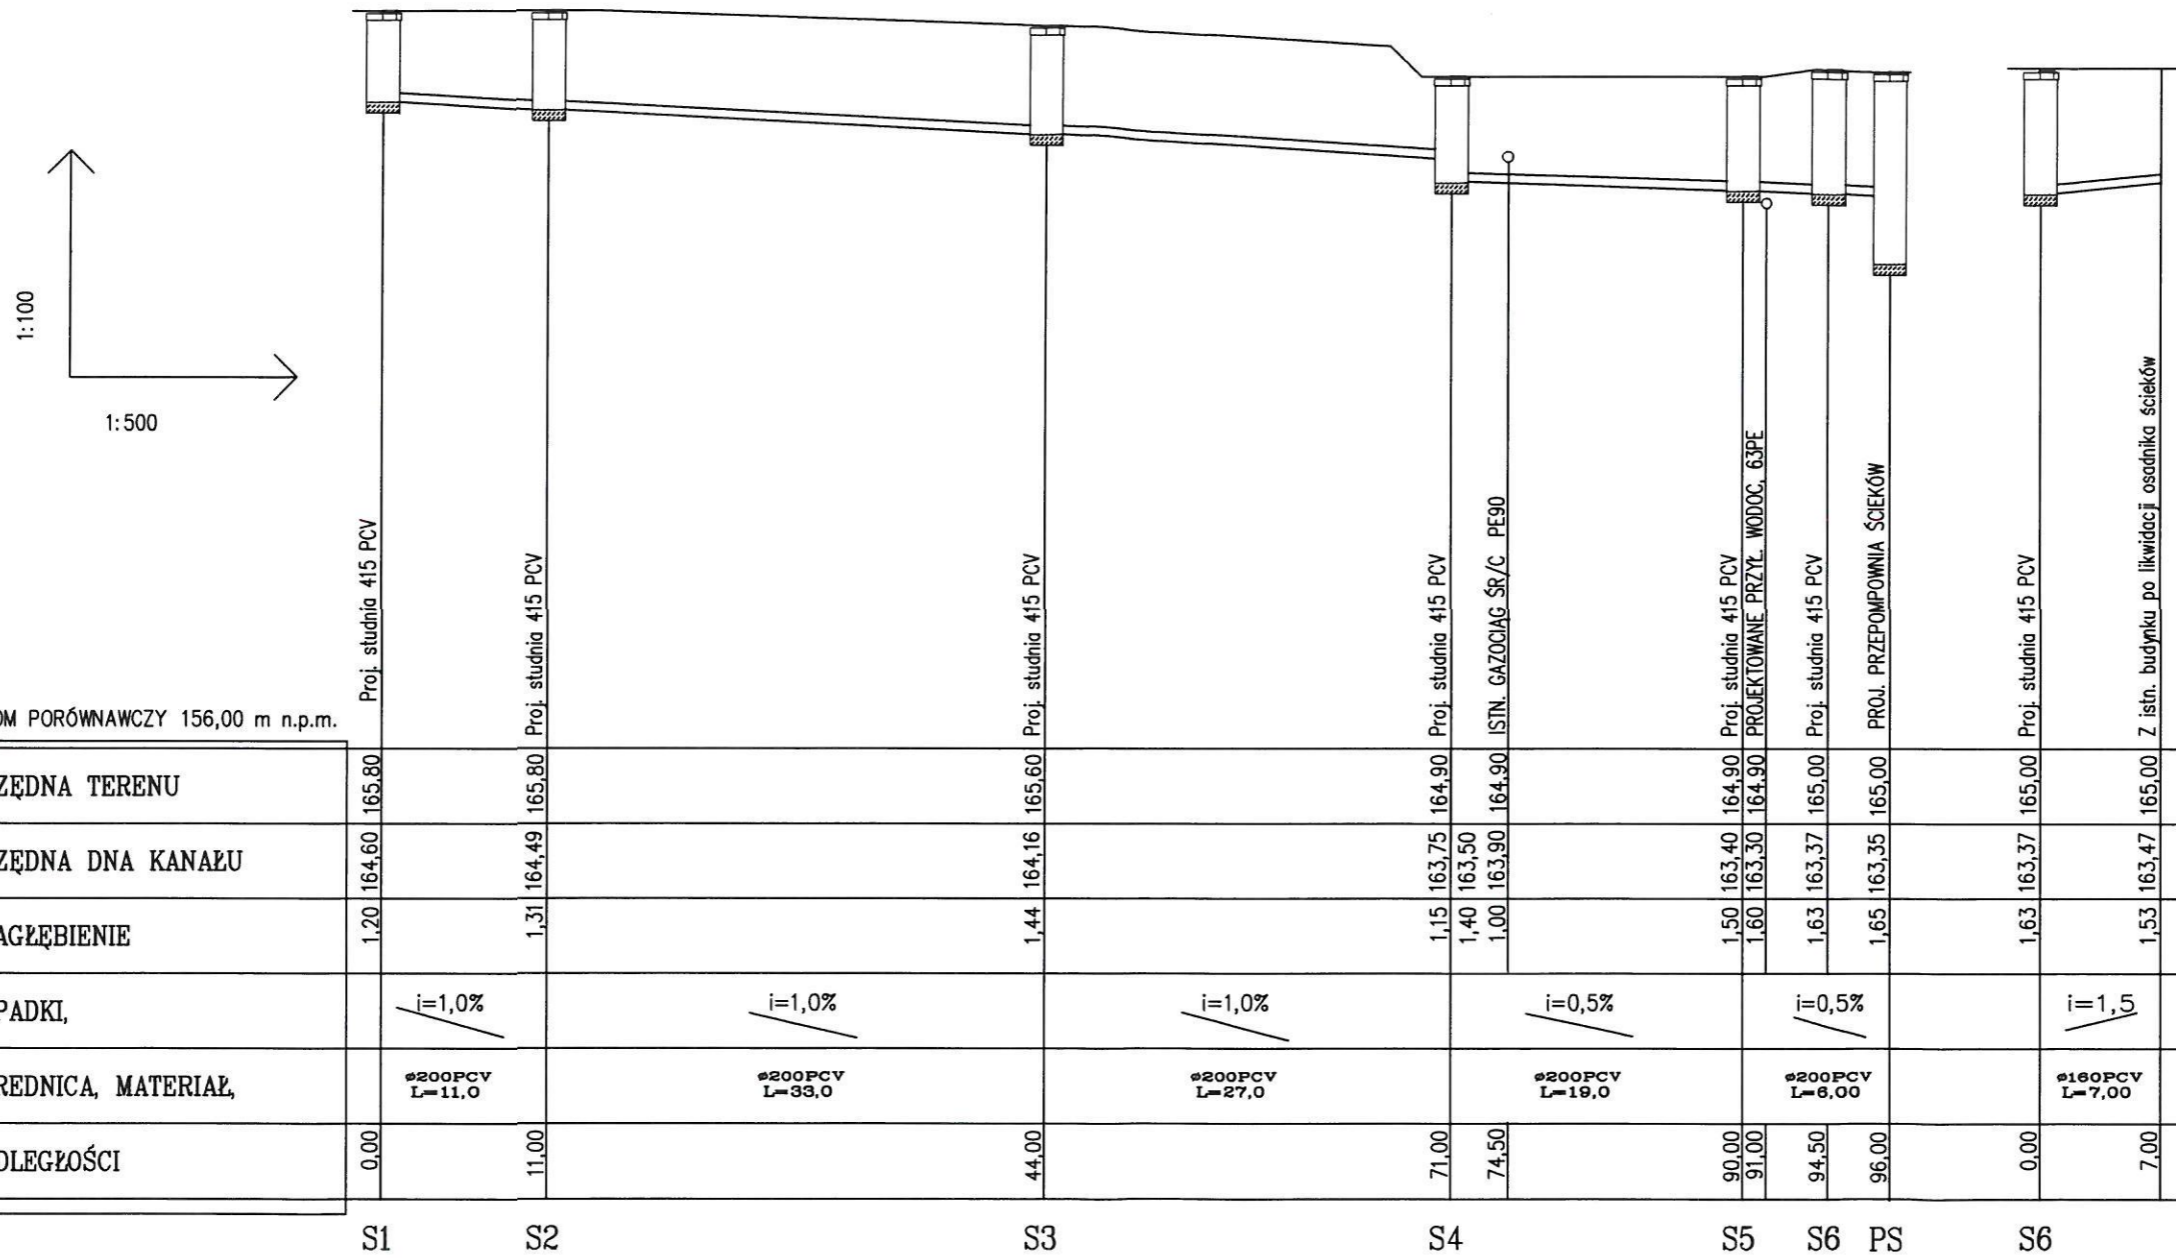 1:100
1:500
Proj. studnia 415 PCV
Proj. studnia 415 PCV
Proj. studnia 415 PCV
Proj. studnia 415 PCV
ISTN. GAZOCIĄG ŚR/C PE90
Proj. studnia 415 PCV
PROJEKTOWANE PRZYŁ. WODOC, 63PE
Proj. studnia 415 PCV
PROJ. PRZEPOMPOWNIA ŚCIEKÓW
Proj. studnia 415 PCV
Z istn. budynku po likwidacji osadnika ścieków
OM PORÓWNAWCZY 156,00 m n.p.m.
ZĘDNA TERENU 165,80 165,80 165,60 164,90 164,90 164,90 164,90 165,00 165,00 165,00 165,00
ZĘDNA DNA KANAŁU 164,60 164,49 164,16 163,75 163,50 163,90 163,40 163,30 163,37 163,35 163,37 163,47
AGŁĘBIENIE 1,20 1,31 1,44 1,15 1,40 1,00 1,50 1,60 1,63 1,65 1,63 1,53
PADKI, i=1,0% i=1,0% i=1,0% i=0,5% i=0,5% i=1,5
REDNICA, MATERIAŁ, ø200PCV ø200PCV ø200PCV ø200PCV ø200PCV ø160PCV
L=11,0 L=33,0 L=27,0 L=19,0 L=6,00 L=7,00
DLEGŁOŚCI 0,00 11,00 44,00 71,00 74,50 90,00 91,00 94,50 96,00 0,00 7,00
S1 S2 S3 S4 S5 S6 PS S6